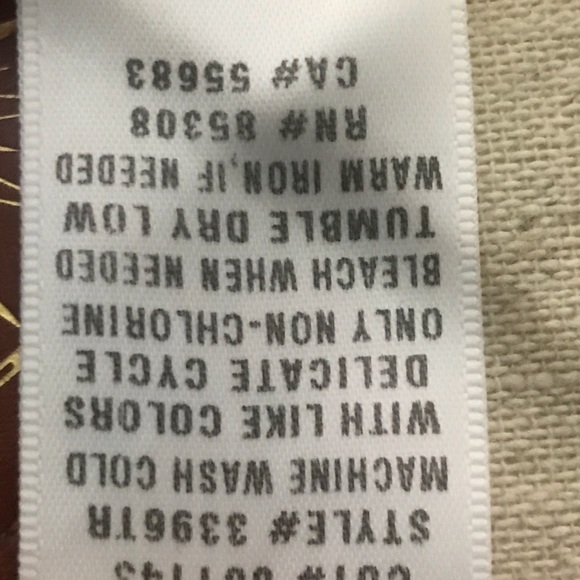 STYLE# 3396TR
MACHINE WASH COLD
WITH LIKE COLORS
DELICATE CYCLE
ONLY NON-CHLORINE
BLEACH WHEN NEEDED
TUMBLE DRY LOW
WARM IRON,IF NEEDED
RN# 85308
CA# 55683